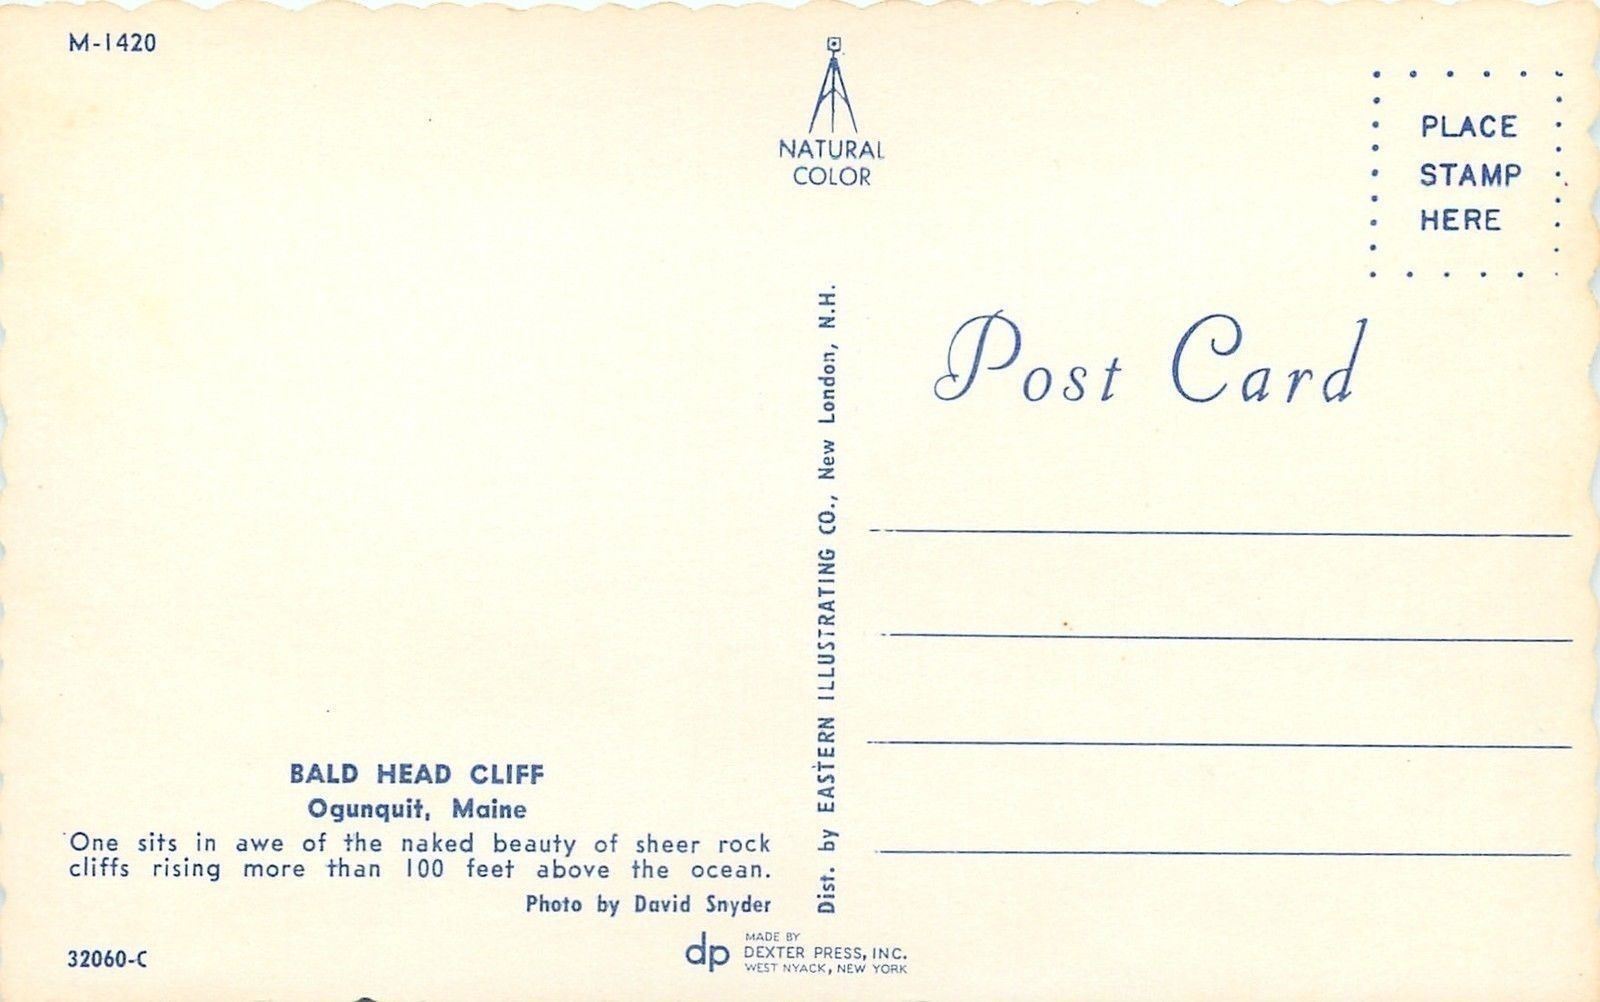 M-1420
NATURAL
COLOR
PLACE
STAMP
HERE
Post Card
Dist. by EASTERN ILLUSTRATING CO., New London, N.H.
BALD HEAD CLIFF
Ogunquit, Maine
One sits in awe of the naked beauty of sheer rock
cliffs rising more than 100 feet above the ocean.
Photo by David Snyder
32060-C
dp
MADE BY
DEXTER PRESS, INC.
WEST NYACK, NEW YORK